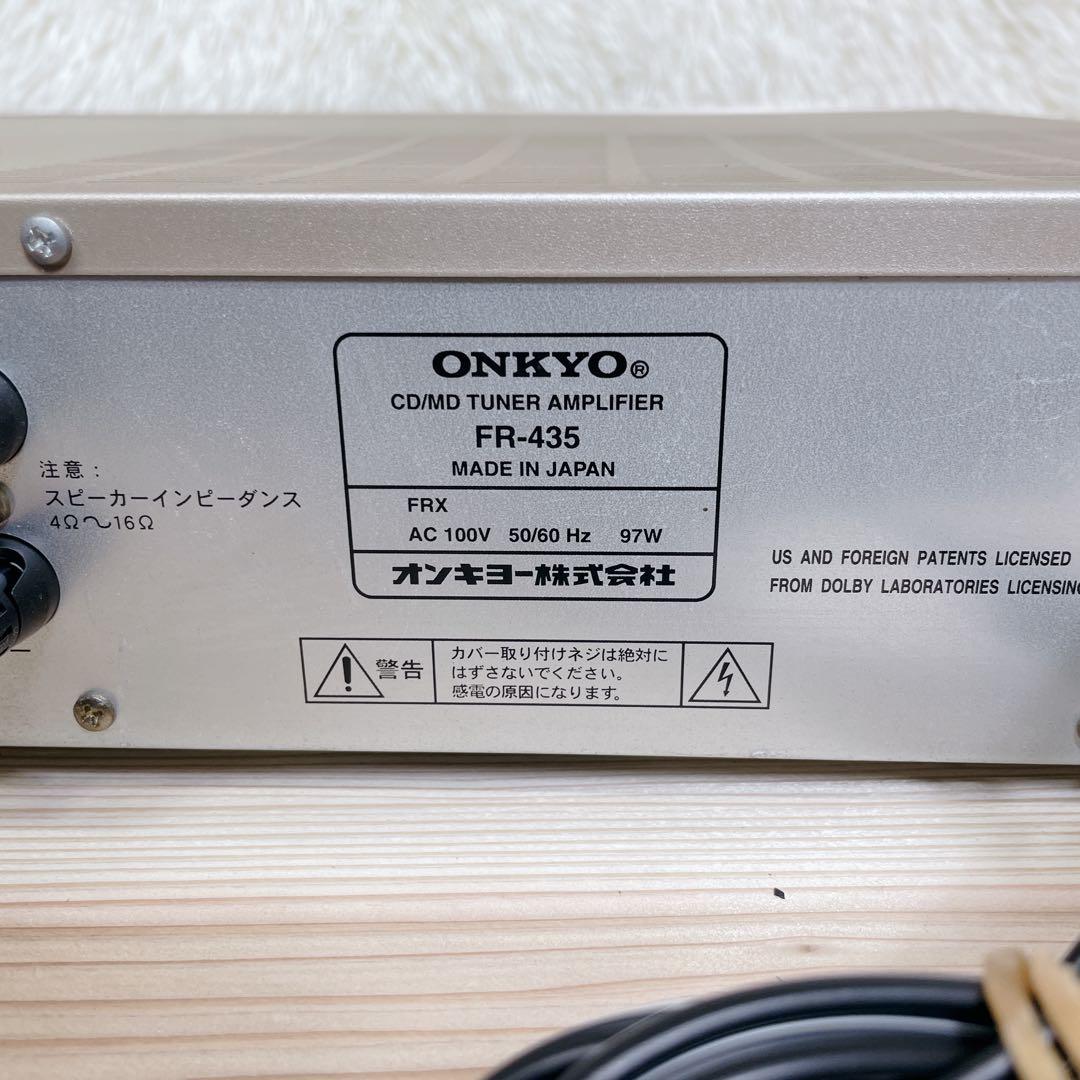 ONKYO®
CD/MD TUNER AMPLIFIER
FR-435
MADE IN JAPAN
FRX
AC 100V 50/60 Hz 97W
オンキヨー株式会社
注意：
スピーカーインピーダンス
4Ω～16Ω
US AND FOREIGN PATENTS LICENSED
FROM DOLBY LABORATORIES LICENSING
警告
カバー取り付けネジは絶対に
はずさないでください。
感電の原因になります。